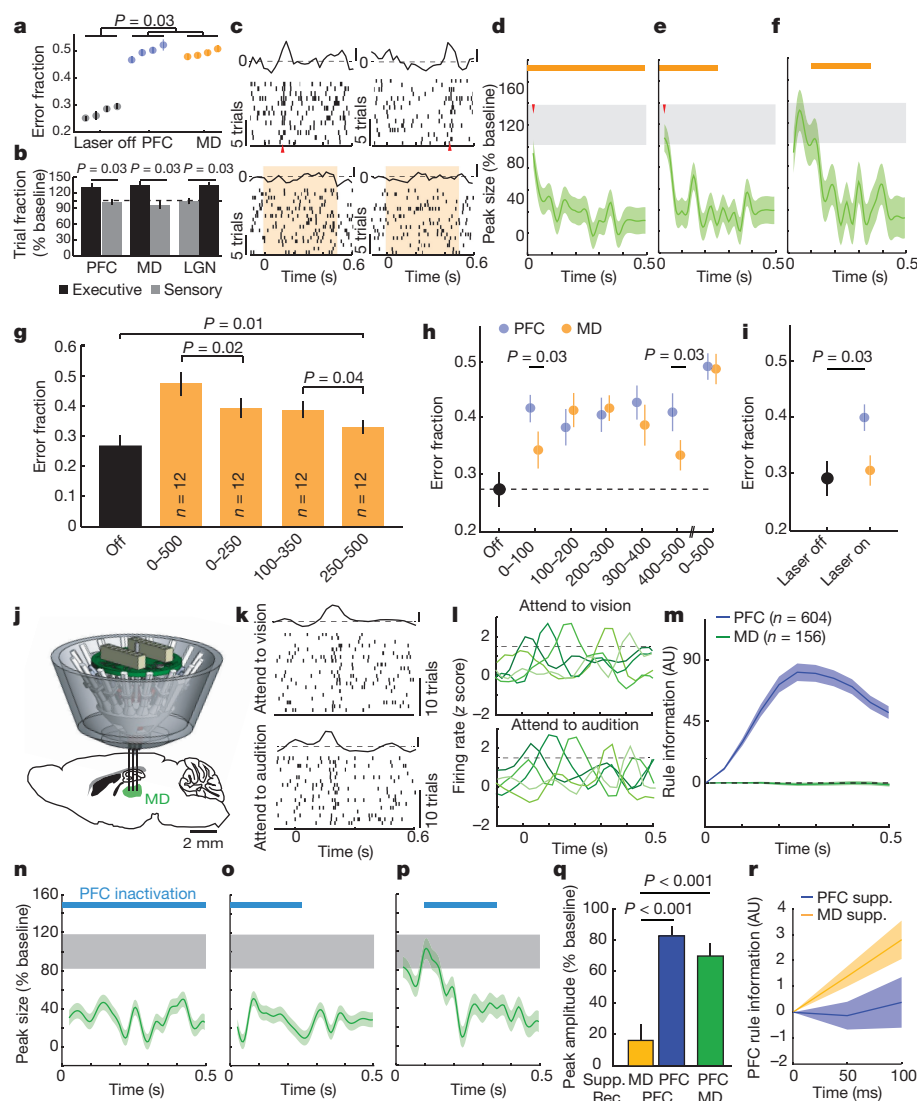 a
P = 0.03
Error fraction
0.5
0.4
0.3
0.2
Laser off PFC MD
b
P = 0.03 P = 0.03 P = 0.03
Trial fraction (% baseline)
150
120
90
60
30
0
PFC MD LGN
Executive Sensory
c
0
0
5 trials
5 trials
5 trials
5 trials
0 0.6
0 0.6
Time (s)
Time (s)
d
Peak size (% baseline)
160
120
80
40
0
0 0.5
Time (s)
e
0 0.5
Time (s)
f
0 0.5
Time (s)
g
P = 0.01
P = 0.02
P = 0.04
Error fraction
0.6
0.5
0.4
0.3
0.2
0.1
0
n = 12
n = 12
n = 12
n = 12
Off
0–500
0–250
100–350
250–500
h
PFC MD
P = 0.03
P = 0.03
Error fraction
0.5
0.4
0.3
0.2
Off
0–100
100–200
200–300
300–400
400–500
0–500
i
P = 0.03
Error fraction
0.5
0.4
0.3
0.2
Laser off
Laser on
j
MD
2 mm
k
Attend to vision
10 trials
Attend to audition
10 trials
0 0.6
Time (s)
l
Attend to vision
2
0
−2
Attend to audition
2
0
−2
Firing rate (z score)
0 0.5
Time (s)
m
PFC (n = 604)
MD (n = 156)
Rule information (AU)
90
45
0
0 0.5
Time (s)
n
PFC inactivation
Peak size (% baseline)
160
120
80
40
0
0 0.5
Time (s)
o
0 0.5
Time (s)
p
0 0.5
Time (s)
q
P < 0.001
P < 0.001
Peak amplitude (% baseline)
100
80
60
40
20
0
Supp. MD PFC PFC
Rec. PFC MD
r
PFC supp.
MD supp.
PFC rule information (AU)
4
3
2
1
0
−1
−2
0 50 100
Time (ms)